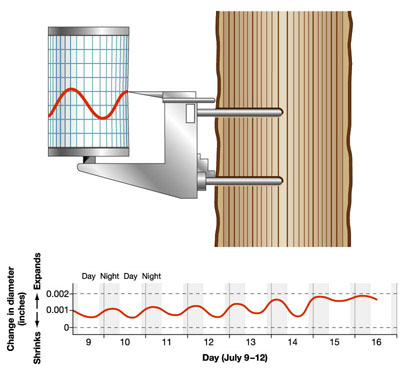 Day Night Day Night
Change in diameter
(inches)
Shrinks Expands
0.002
0.001
0
9 10 11 12 13 14 15 16
Day (July 9–12)